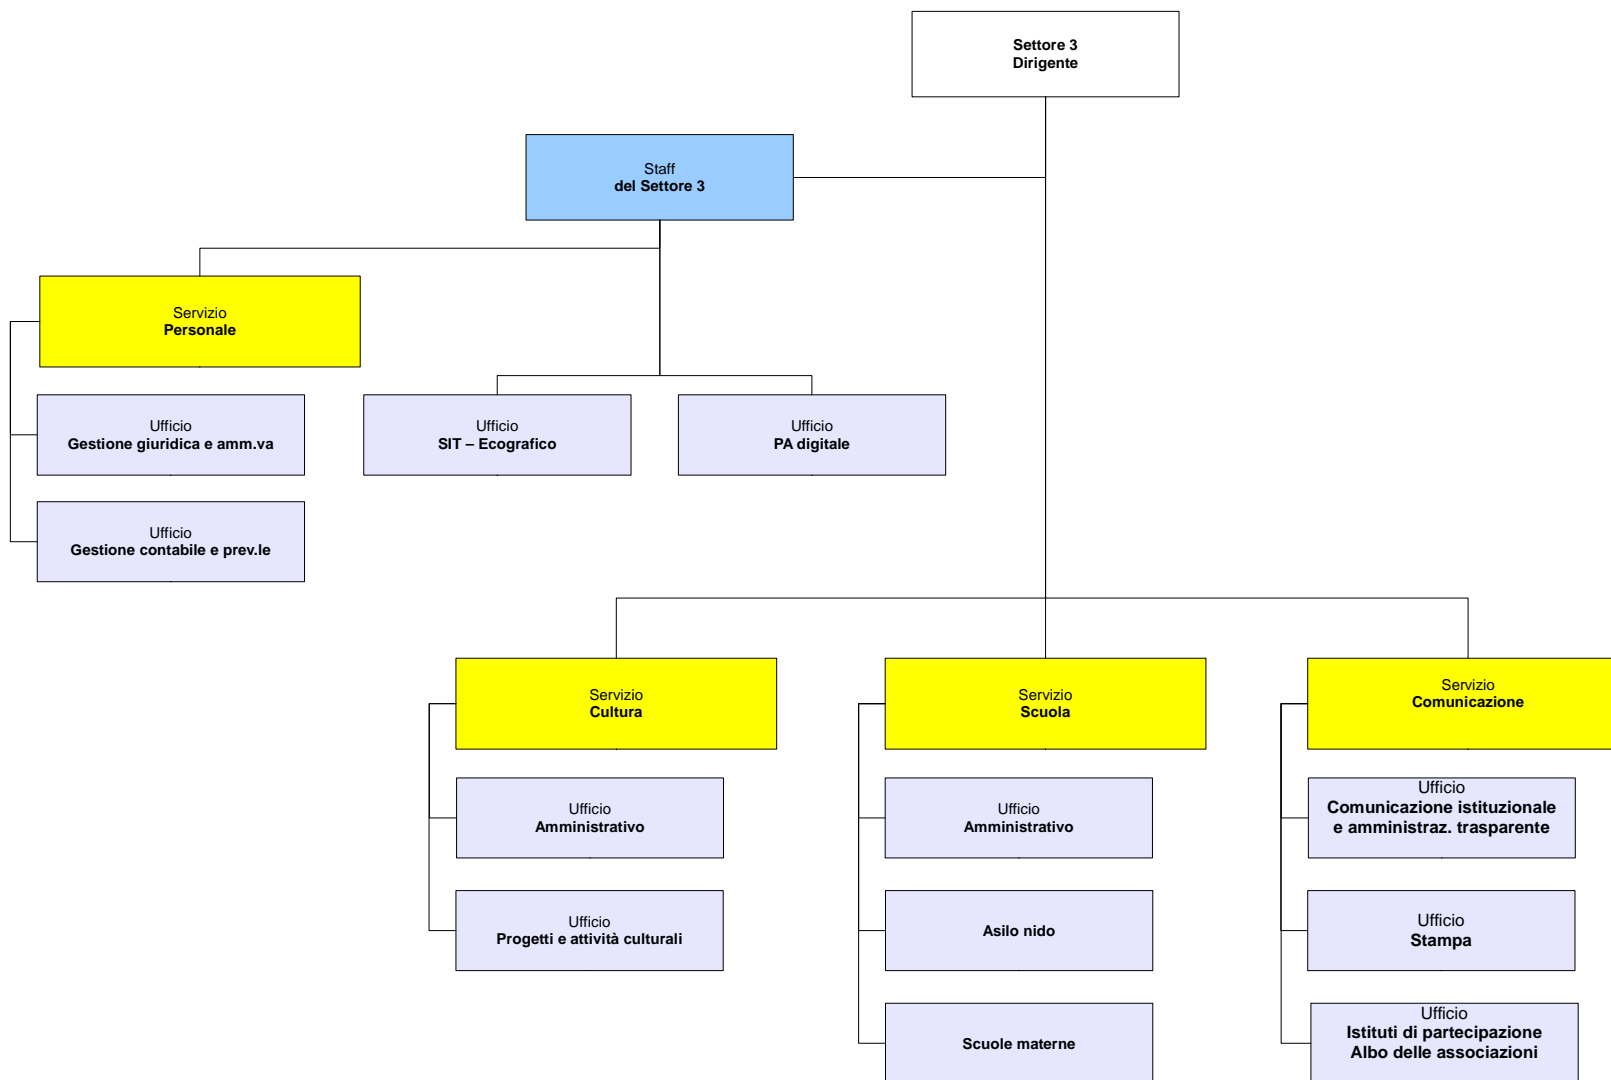 Settore 3
Dirigente
Staff
del Settore 3
Servizio
Personale
Ufficio
Gestione giuridica e amm.va
Ufficio
SIT – Ecografico
Ufficio
PA digitale
Ufficio
Gestione contabile e prev.le
Servizio
Cultura
Servizio
Scuola
Servizio
Comunicazione
Ufficio
Amministrativo
Ufficio
Amministrativo
Ufficio
Comunicazione istituzionale
e amministraz. trasparente
Ufficio
Progetti e attività culturali
Asilo nido
Ufficio
Stampa
Scuole materne
Ufficio
Istituti di partecipazione
Albo delle associazioni